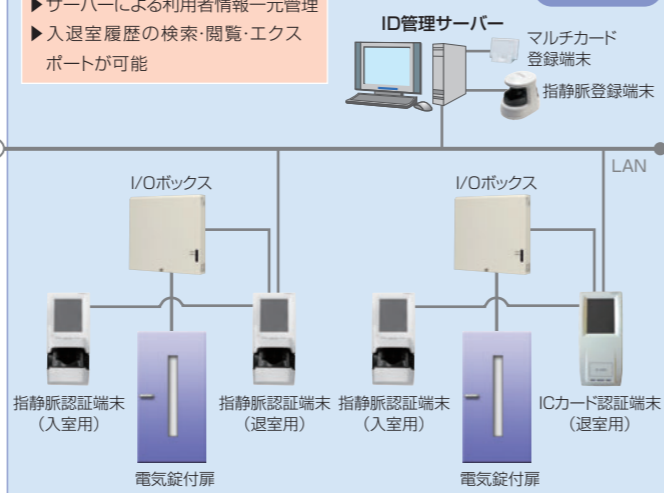 ▶サーバーによる利用者情報一元管理
▶入退室履歴の検索・閲覧・エクス
ポートが可能
ID管理サーバー
マルチカード
登録端末
指静脈登録端末
LAN
I/Oボックス
I/Oボックス
指静脈認証端末
（入室用）
指静脈認証端末
（退室用）
指静脈認証端末
（入室用）
ICカード認証端末
（退室用）
電気錠付扉
電気錠付扉